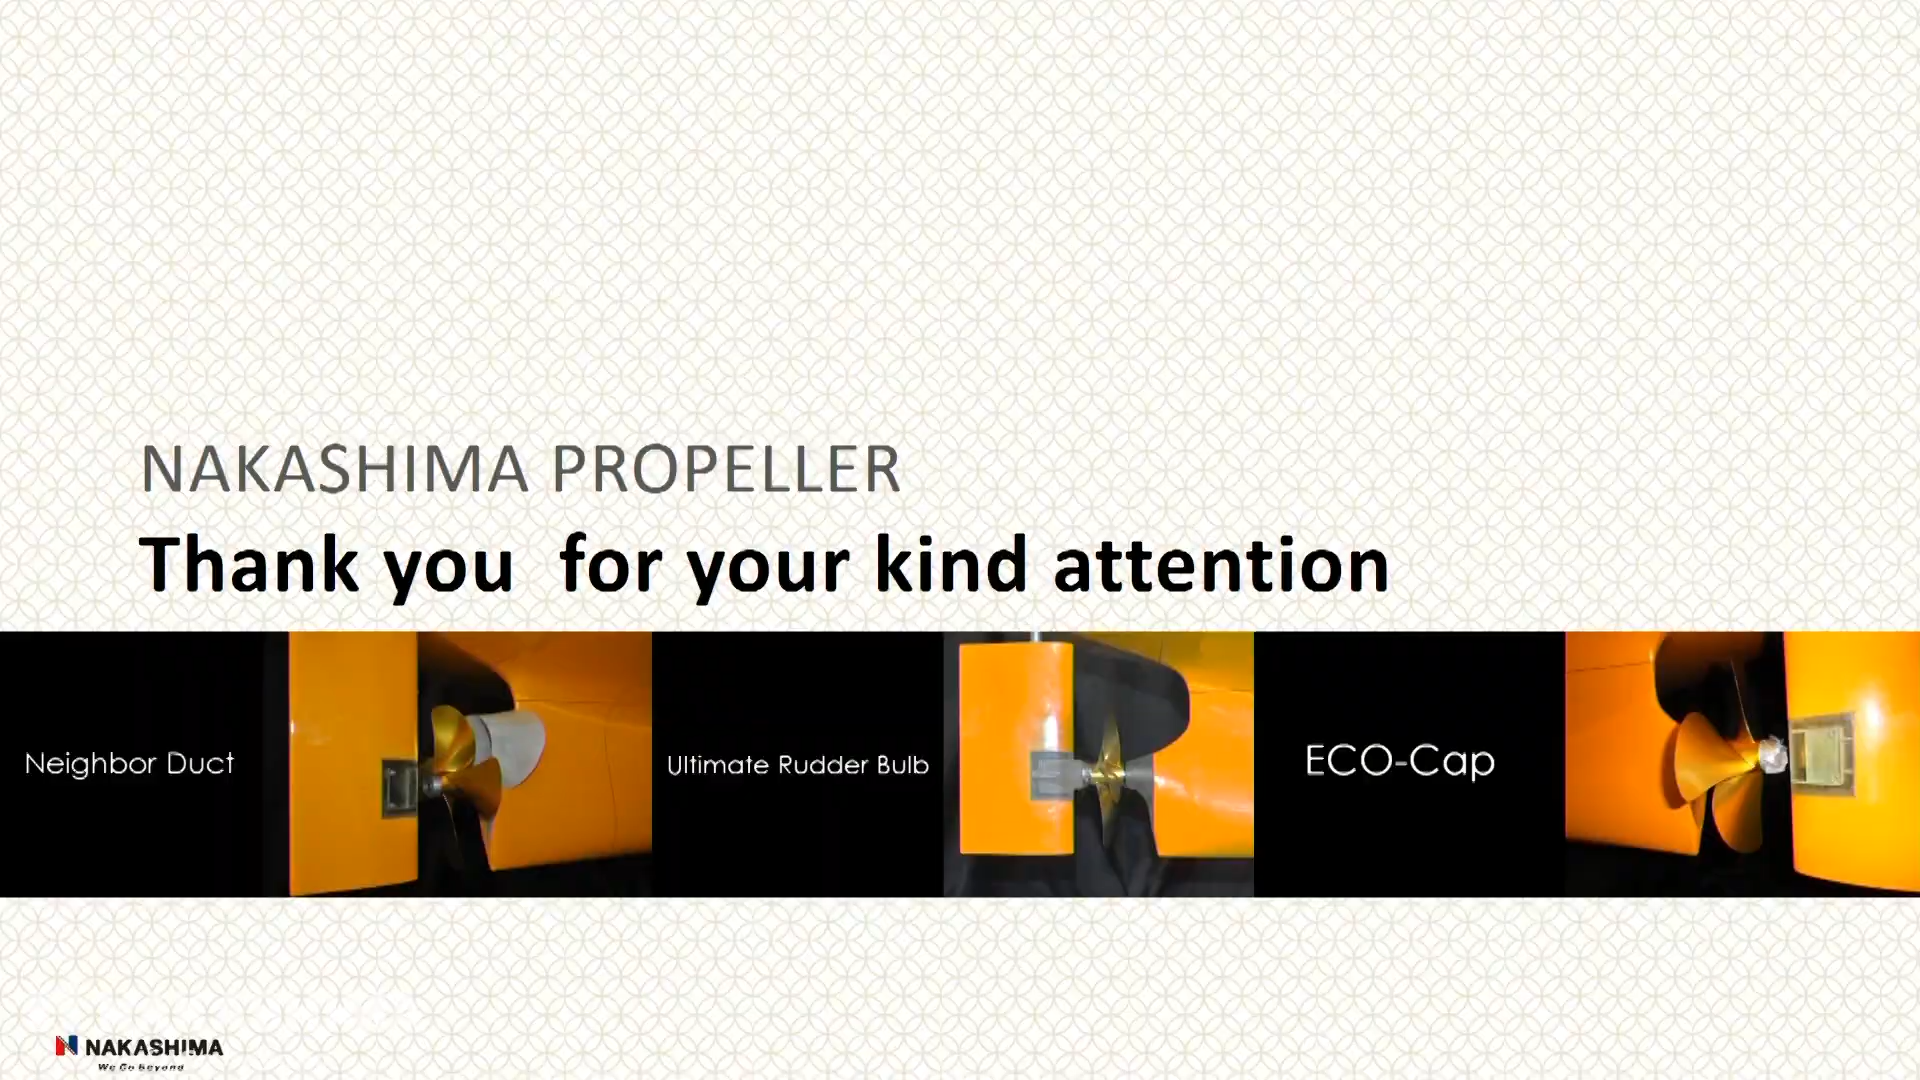 NAKASHIMA PROPELLER
Thank you for your kind attention
Neighbor Duct
Ultimate Rudder Bulb
ECO-Cap
NAKASHIMA
We Go Beyond